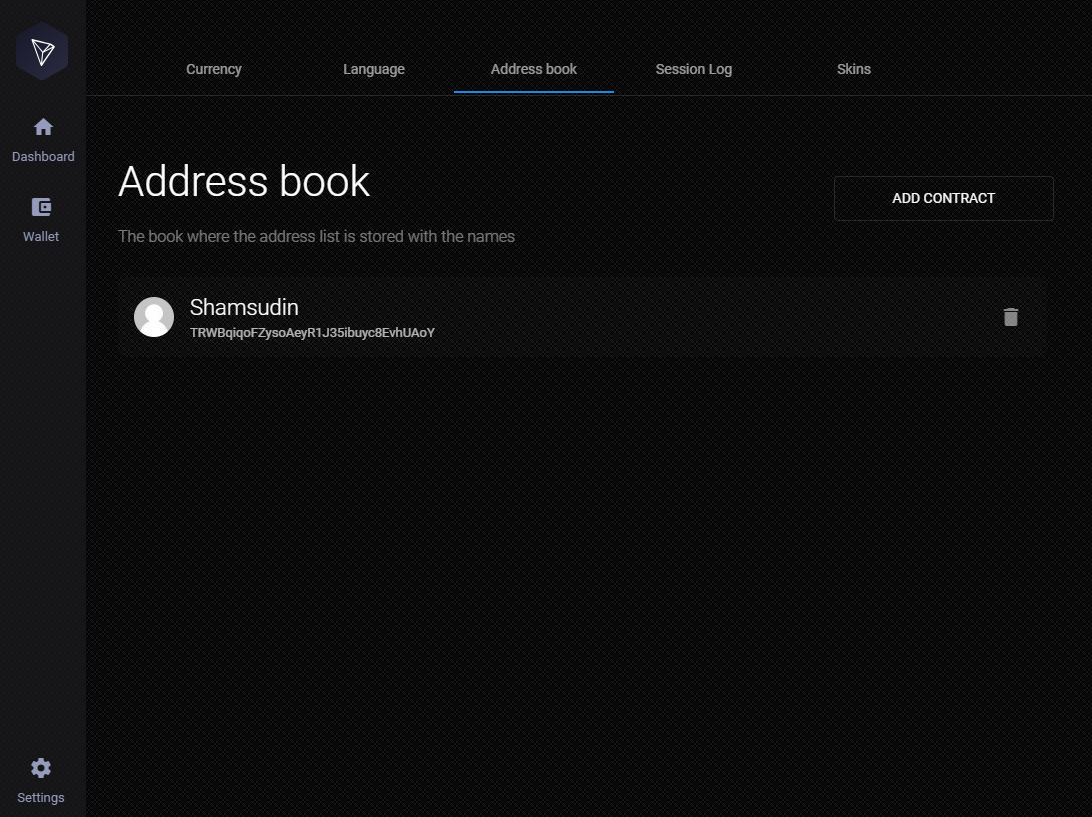 Currency
Language
Address book
Session Log
Skins
Dashboard
Wallet
Address book
ADD CONTRACT
The book where the address list is stored with the names
Shamsudin
TRWBqiqoFZysoAeyR1J35ibuyc8EvhUAoY
Settings